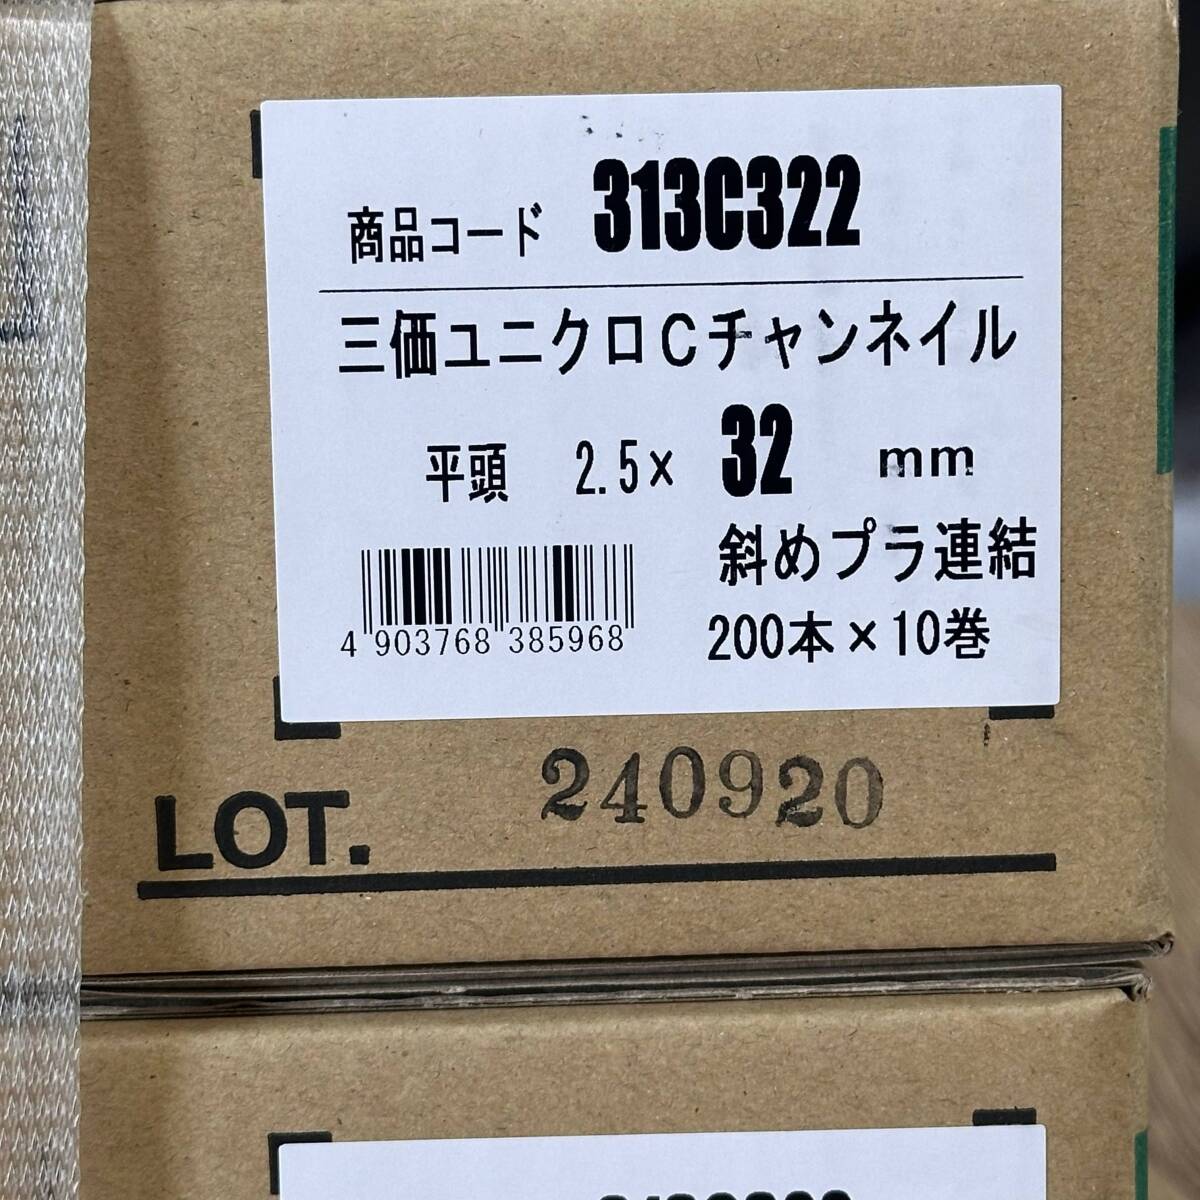 商品コード 313C322
三価ユニクロCチャンネイル
平頭 2.5× 32 mm
斜めプラ連結
200本×10巻
4 903768 385968
LOT. 240920